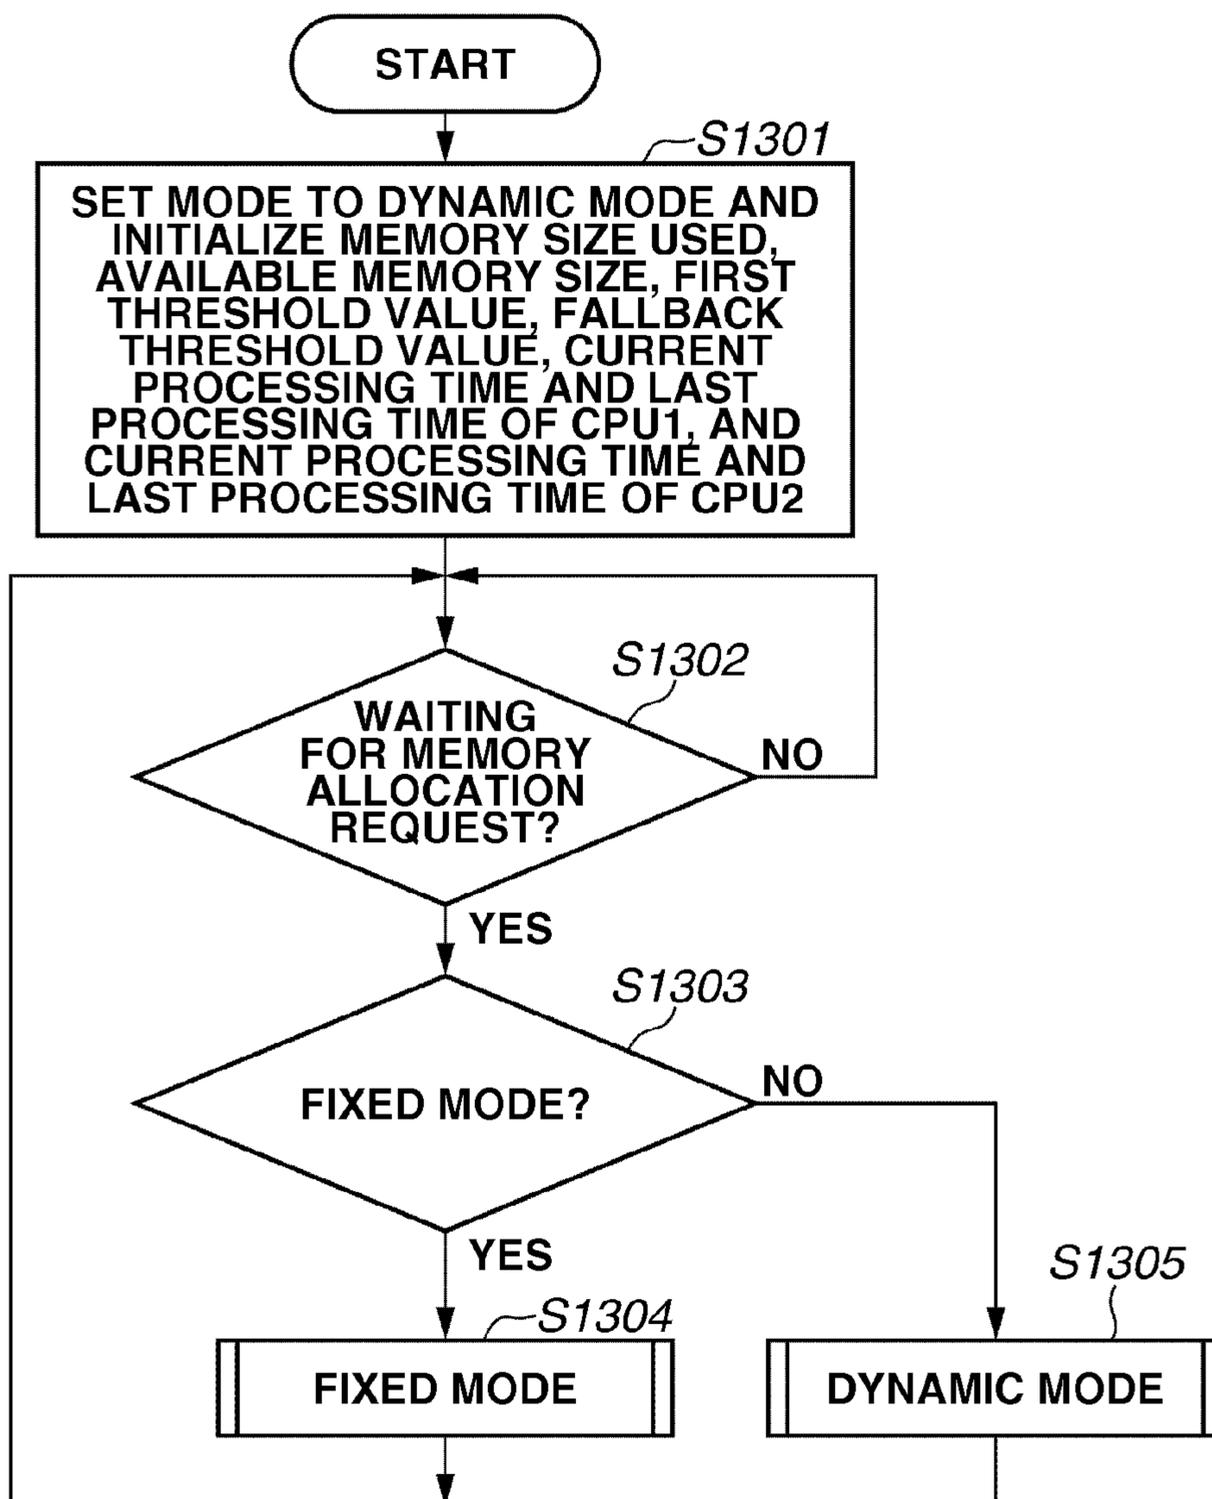 START
S1301
SET MODE TO DYNAMIC MODE AND
INITIALIZE MEMORY SIZE USED,
AVAILABLE MEMORY SIZE, FIRST
THRESHOLD VALUE, FALLBACK
THRESHOLD VALUE, CURRENT
PROCESSING TIME AND LAST
PROCESSING TIME OF CPU1, AND
CURRENT PROCESSING TIME AND
LAST PROCESSING TIME OF CPU2
S1302
WAITING
FOR MEMORY
ALLOCATION
REQUEST?
NO
YES
S1303
FIXED MODE?
NO
YES
S1304
FIXED MODE
S1305
DYNAMIC MODE